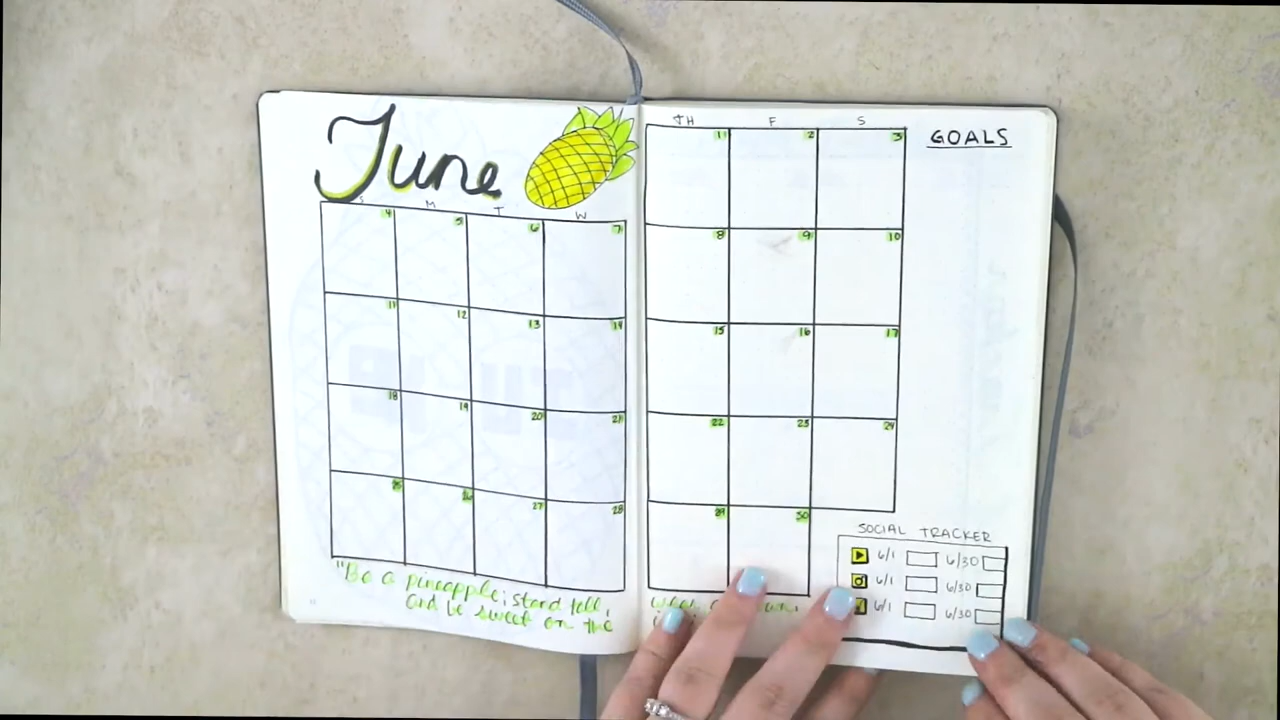 June
S M T W
4 5 6 7
11 12 13 14
18 19 20 21
25 26 27 28
"Be a pineapple; stand tall,
and be sweet on the
TH F S
1 2 3
8 9 10
15 16 17
22 23 24
29 30
wear a
GOALS
SOCIAL TRACKER
6/1 6/30
6/1 6/30
6/1 6/30